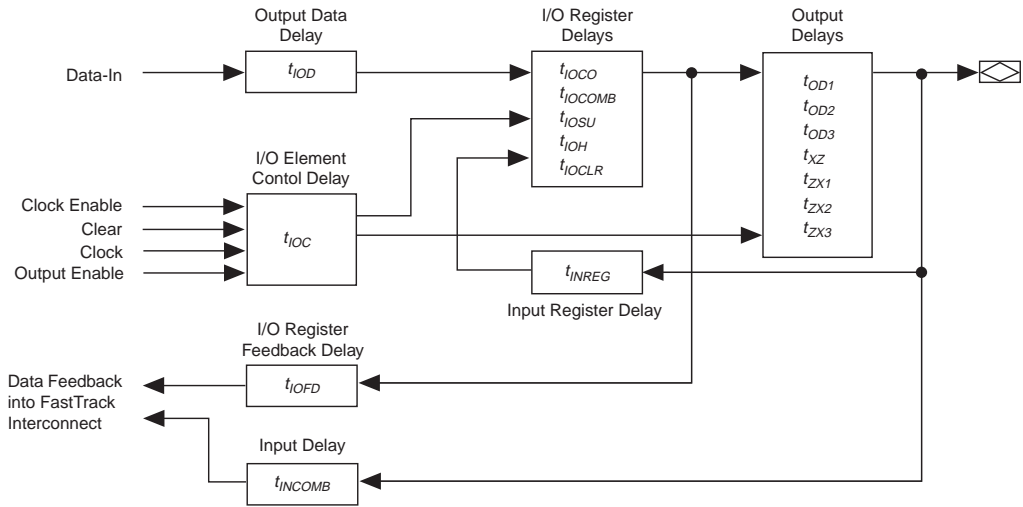 Output Data
Delay
I/O Register
Delays
Output
Delays
Data-In
tIOD
tIOCO
tIOCOMB
tIOSU
tIOH
tIOCLR
tOD1
tOD2
tOD3
tXZ
tZX1
tZX2
tZX3
I/O Element
Contol Delay
Clock Enable
Clear
Clock
Output Enable
tIOC
tINREG
Input Register Delay
I/O Register
Feedback Delay
Data Feedback
into FastTrack
Interconnect
tIOFD
Input Delay
tINCOMB